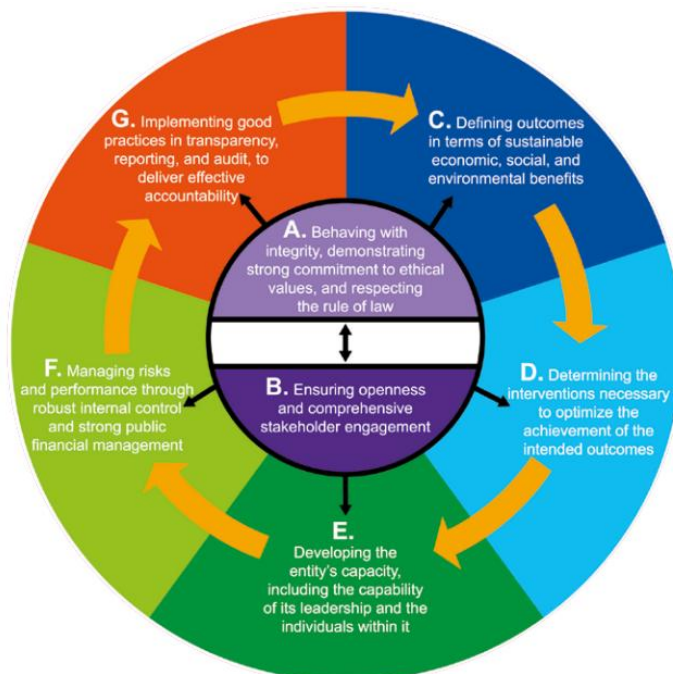 G. Implementing good
practices in transparency,
reporting, and audit, to
deliver effective
accountability
C. Defining outcomes
in terms of sustainable
economic, social, and
environmental benefits
A. Behaving with
integrity, demonstrating
strong commitment to ethical
values, and respecting
the rule of law
B. Ensuring openness
and comprehensive
stakeholder engagement
D. Determining the
interventions necessary
to optimize the
achievement of the
intended outcomes
E.
Developing the
entity's capacity,
including the capability
of its leadership and the
individuals within it
F. Managing risks
and performance through
robust internal control
and strong public
financial management